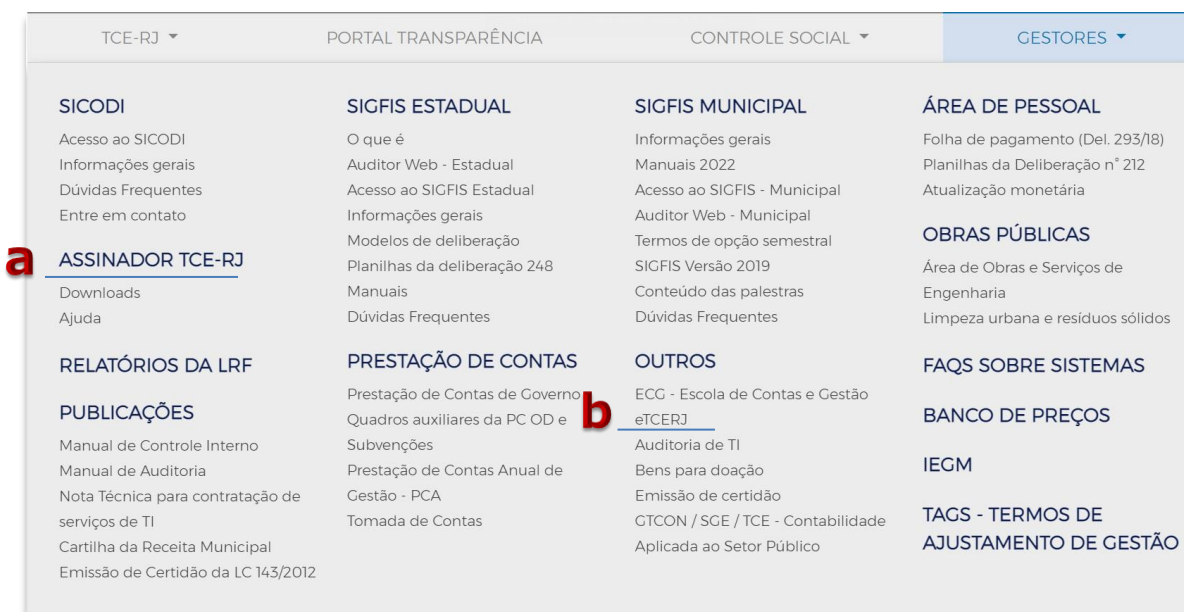 TCE-RJ
PORTAL TRANSPARÊNCIA
CONTROLE SOCIAL
GESTORES
SICODI
Acesso ao SICODI
Informações gerais
Dúvidas Frequentes
Entre em contato
a
ASSINADOR TCE-RJ
Downloads
Ajuda
RELATÓRIOS DA LRF
PUBLICAÇÕES
Manual de Controle Interno
Manual de Auditoria
Nota Técnica para contratação de
serviços de TI
Cartilha da Receita Municipal
Emissão de Certidão da LC 143/2012
SIGFIS ESTADUAL
O que é
Auditor Web - Estadual
Acesso ao SIGFIS Estadual
Informações gerais
Modelos de deliberação
Planilhas da deliberação 248
Manuais
Dúvidas Frequentes
PRESTAÇÃO DE CONTAS
Prestação de Contas de Governo
Quadros auxiliares da PC OD e
Subvenções
Prestação de Contas Anual de
Gestão - PCA
Tomada de Contas
SIGFIS MUNICIPAL
Informações gerais
Manuais 2022
Acesso ao SIGFIS - Municipal
Auditor Web - Municipal
Termos de opção semestral
SIGFIS Versão 2019
Conteúdo das palestras
Dúvidas Frequentes
OUTROS
ECG - Escola de Contas e Gestão
b
eTCERJ
Auditoria de TI
Bens para doação
Emissão de certidão
GTCON / SGE / TCE - Contabilidade
Aplicada ao Setor Público
ÁREA DE PESSOAL
Folha de pagamento (Del. 293/18)
Planilhas da Deliberação n° 212
Atualização monetária
OBRAS PÚBLICAS
Área de Obras e Serviços de
Engenharia
Limpeza urbana e resíduos sólidos
FAQS SOBRE SISTEMAS
BANCO DE PREÇOS
IEGM
TAGS - TERMOS DE
AJUSTAMENTO DE GESTÃO